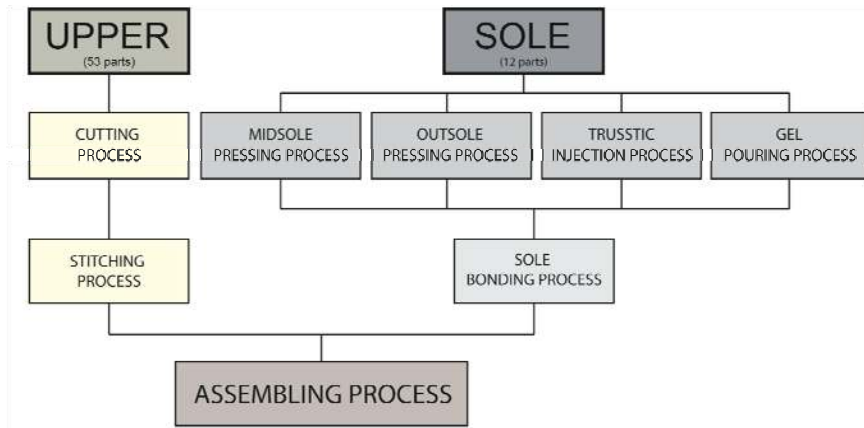 UPPER
(53 parts)
SOLE
(12 parts)
CUTTING
PROCESS
MIDSOLE
PRESSING PROCESS
OUTSOLE
PRESSING PROCESS
TRUSSTIC
INJECTION PROCESS
GEL
POURING PROCESS
STITCHING
PROCESS
SOLE
BONDING PROCESS
ASSEMBLING PROCESS